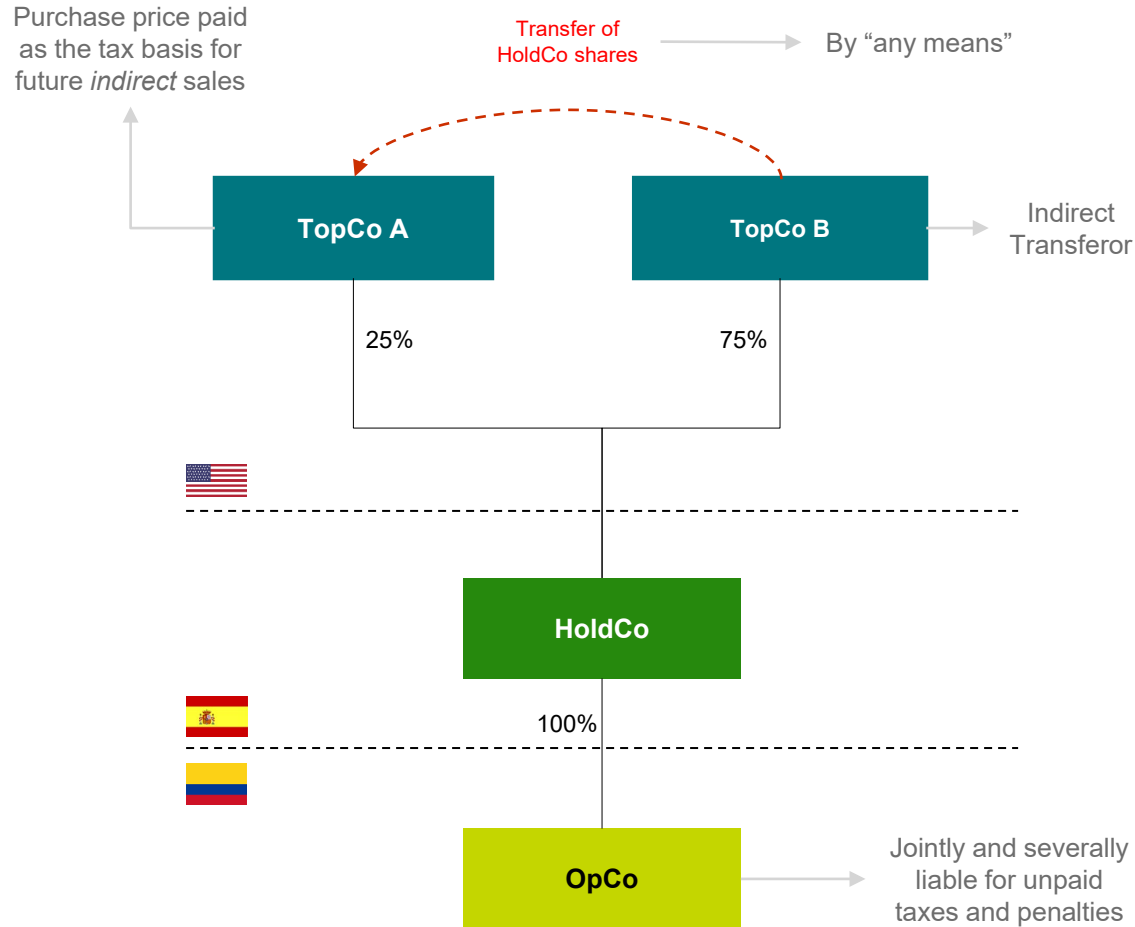 Purchase price paid
as the tax basis for
future indirect sales
Transfer of
HoldCo shares
By “any means”
TopCo A
TopCo B
Indirect
Transferor
25%
75%
HoldCo
100%
OpCo
Jointly and severally
liable for unpaid
taxes and penalties